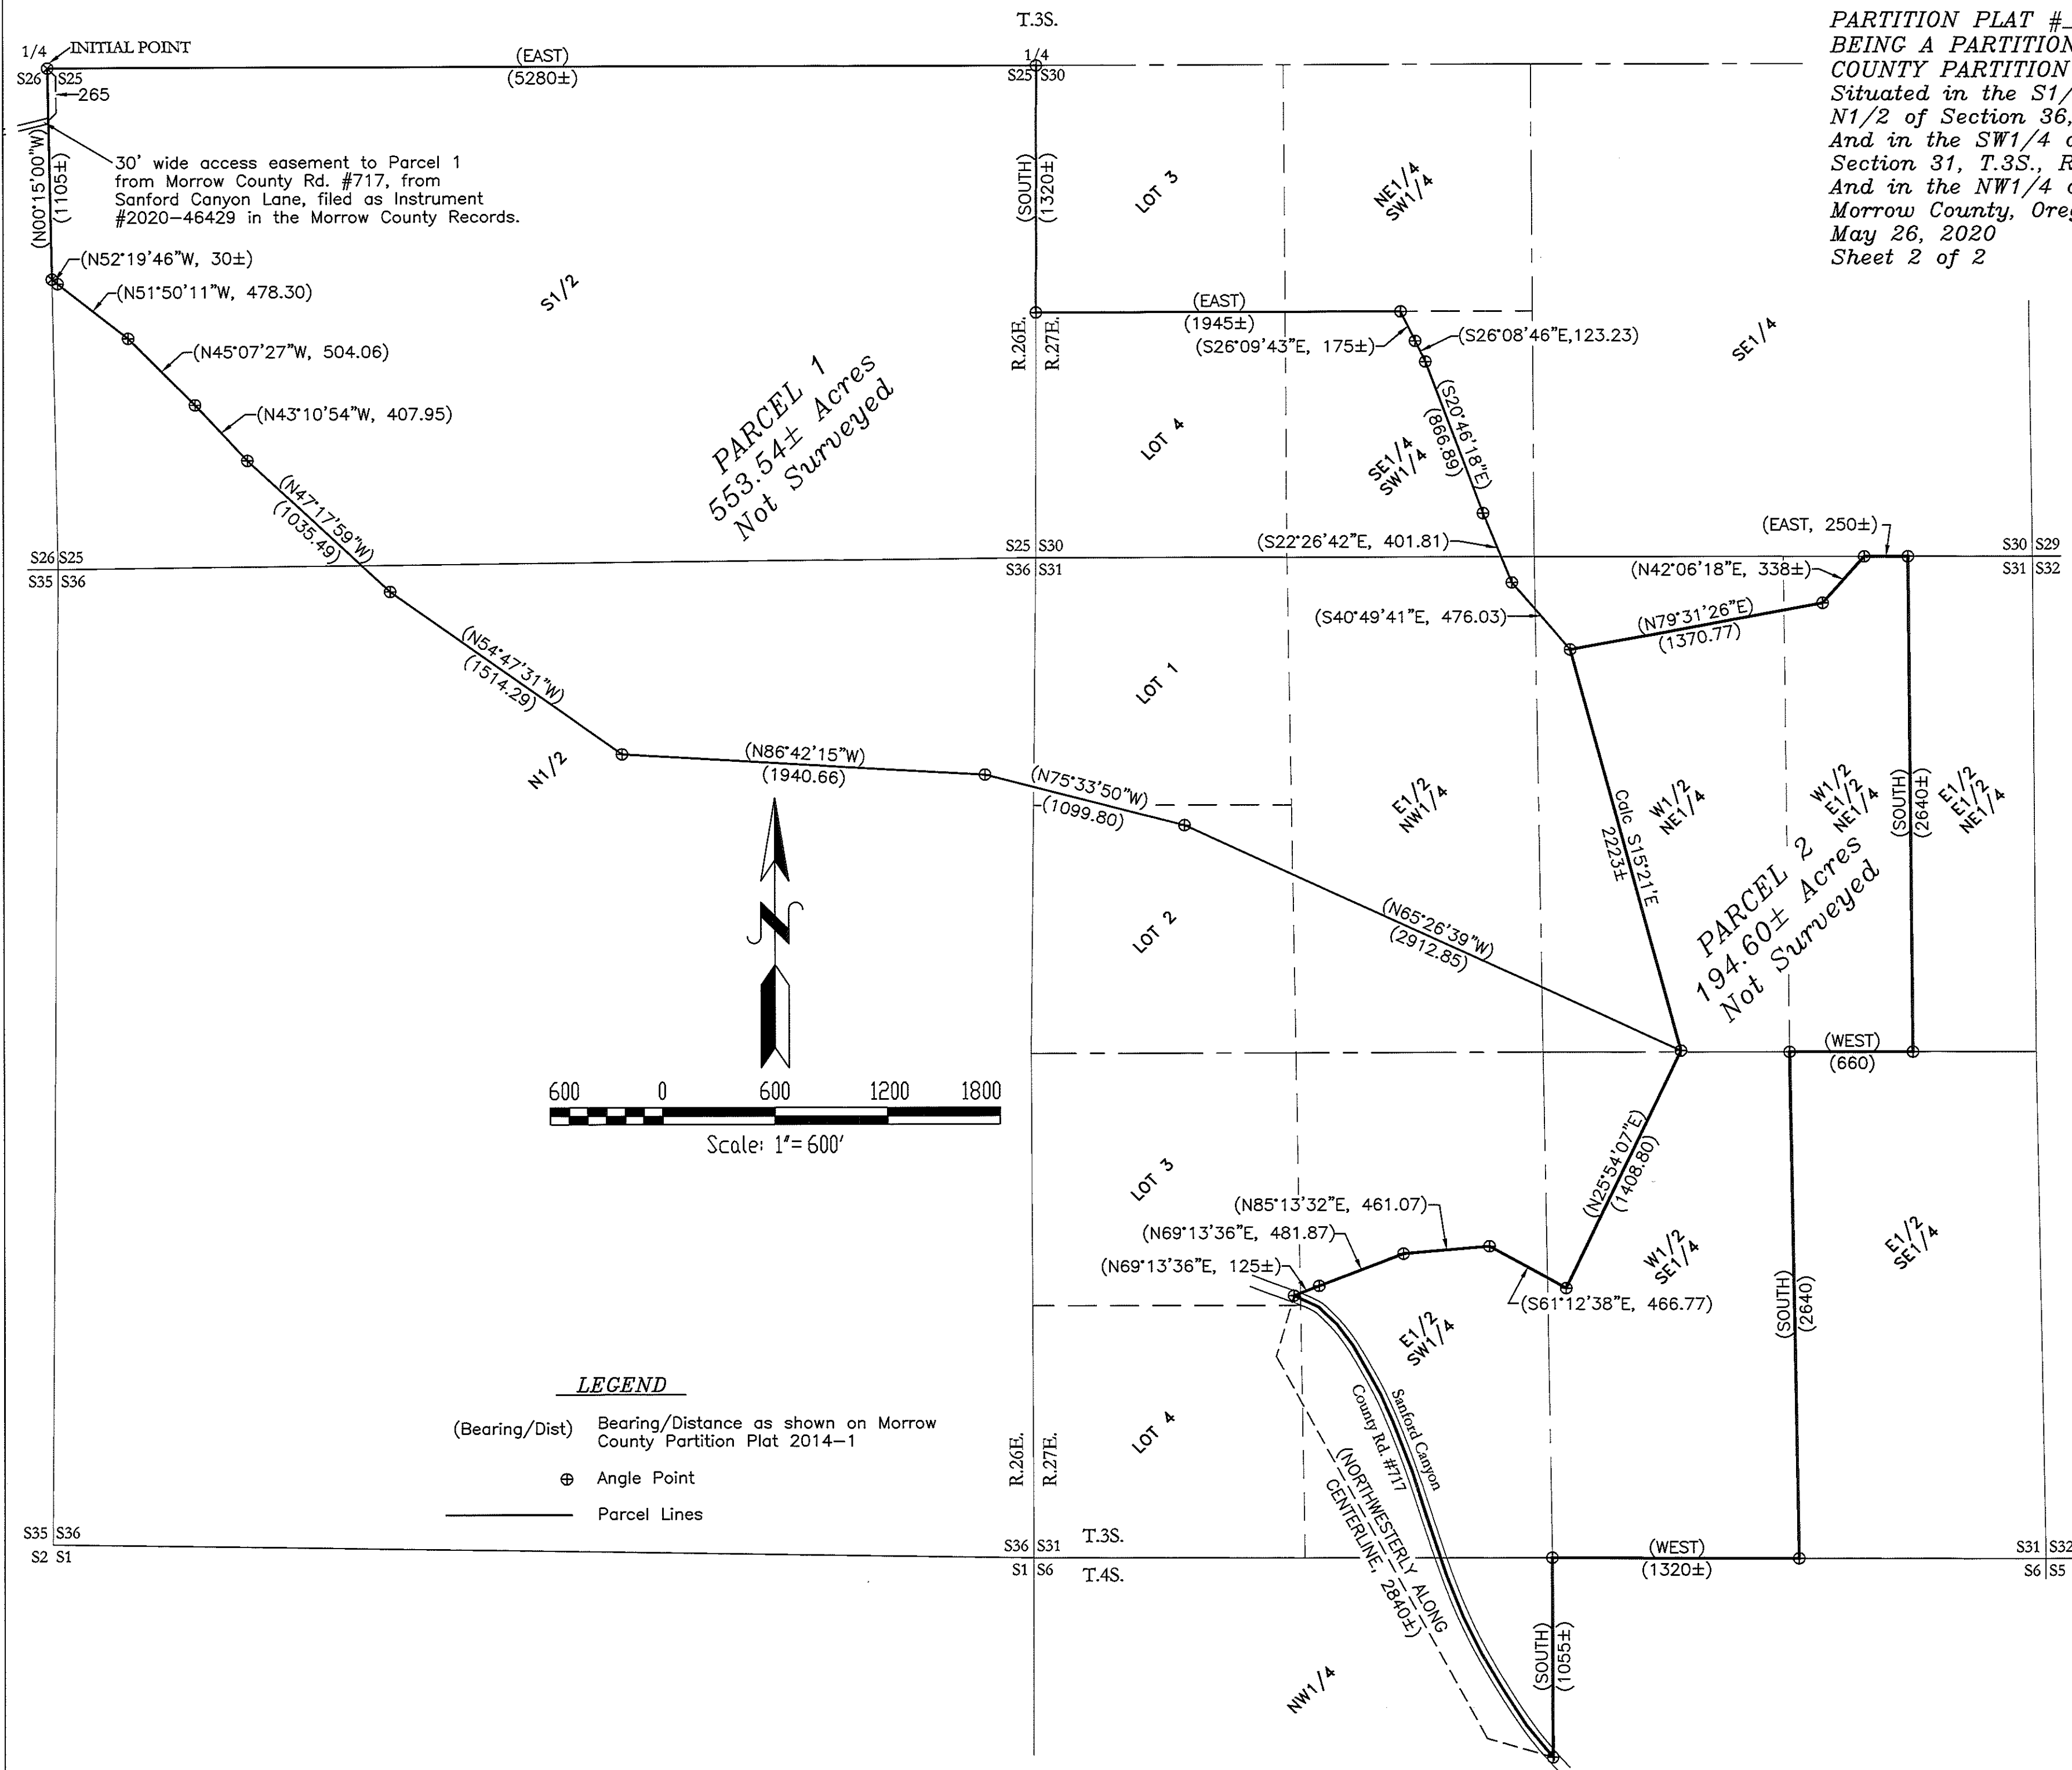 T.3S.
PARTITION PLAT #_
BEING A PARTITION
COUNTY PARTITION
Situated in the S1/
N1/2 of Section 36,
And in the SW1/4 o
Section 31, T.3S., R
And in the NW1/4 o
Morrow County, Oreg
May 26, 2020
Sheet 2 of 2
1/4
INITIAL POINT
S26 S25
265
(EAST)
(5280±)
1/4
S25 S30
(N00°15'00"W)
(1105±)
30' wide access easement to Parcel 1
from Morrow County Rd. #717, from
Sanford Canyon Lane, filed as Instrument
#2020-46429 in the Morrow County Records.
(SOUTH)
(1320±)
LOT 3
NE1/4
SW1/4
(N52°19'46"W, 30±)
(N51°50'11"W, 478.30)
S1/2
(N45°07'27"W, 504.06)
(N43°10'54"W, 407.95)
R.26E.
R.27E.
(EAST)
(1945±)
(S26°09'43"E, 175±)
(S26°08'46"E,123.23)
SE1/4
PARCEL 1
553.54± Acres
Not Surveyed
LOT 4
SE1/4
SW1/4
(S20°46'18"E)
(866.89)
(N47°17'59"W)
(1035.49)
(S22°26'42"E, 401.81)
(EAST, 250±)
S26 S25
S35 S36
S25 S30
S36 S31
S30 S29
S31 S32
(N42°06'18"E, 338±)
(S40°49'41"E, 476.03)
(N79°31'26"E)
(1370.77)
(N54°47'31"W)
(1514.29)
LOT 1
N1/2
(N86°42'15"W)
(1940.66)
(N75°33'50"W)
(1099.80)
E1/2
NW1/4
Calc S15°21'E
2223±
W1/2
NE1/4
W1/2
E1/2
NE1/4
(SOUTH)
(2640±)
E1/2
E1/2
NE1/4
LOT 2
(N65°26'39"W)
(2912.85)
PARCEL 2
194.60± Acres
Not Surveyed
N
(WEST)
(660)
600 0 600 1200 1800
Scale: 1"=600'
LOT 3
(N25°54'07"E)
(1408.80)
(N85°13'32"E, 461.07)
(N69°13'36"E, 481.87)
(N69°13'36"E, 125±)
(S61°12'38"E, 466.77)
W1/2
SE1/4
E1/2
SE1/4
(SOUTH)
(2640)
E1/2
SW1/4
LEGEND
(Bearing/Dist) Bearing/Distance as shown on Morrow
County Partition Plat 2014-1
Angle Point
Parcel Lines
LOT 4
Sanford Canyon
County Rd. #717
(NORTHWESTERLY ALONG
CENTERLINE, 2840±)
R.26E.
R.27E.
S35 S36
S2 S1
S36 S31
S1 S6
T.3S.
T.4S.
(WEST)
(1320±)
S31 S32
S6 S5
(SOUTH)
(1055±)
NW1/4